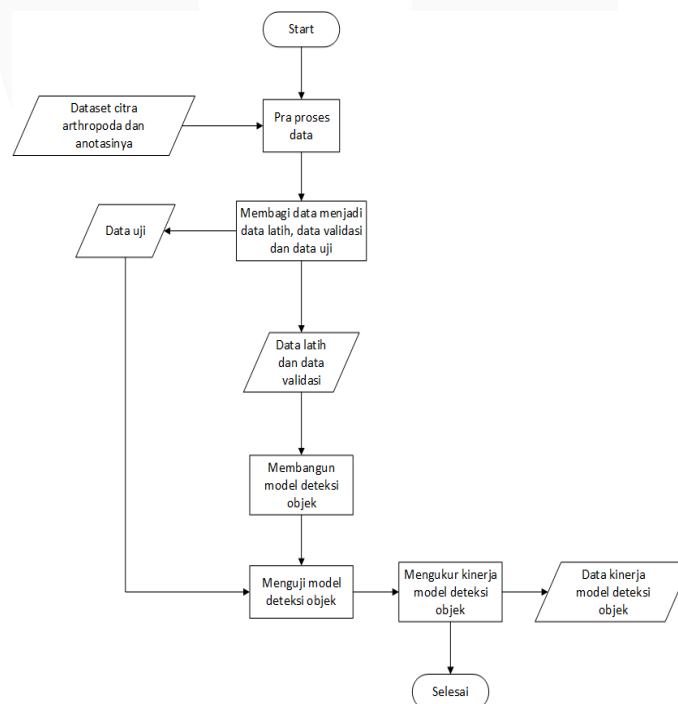 Start
Dataset citra
arthropoda dan
anotasinya
Pra proses
data
Membagi data menjadi
data latih, data validasi
dan data uji
Data uji
Data latih
dan data
validasi
Membangun
model deteksi
objek
Menguji model
deteksi objek
Mengukur kinerja
model deteksi
objek
Data kinerja
model deteksi
objek
Selesai